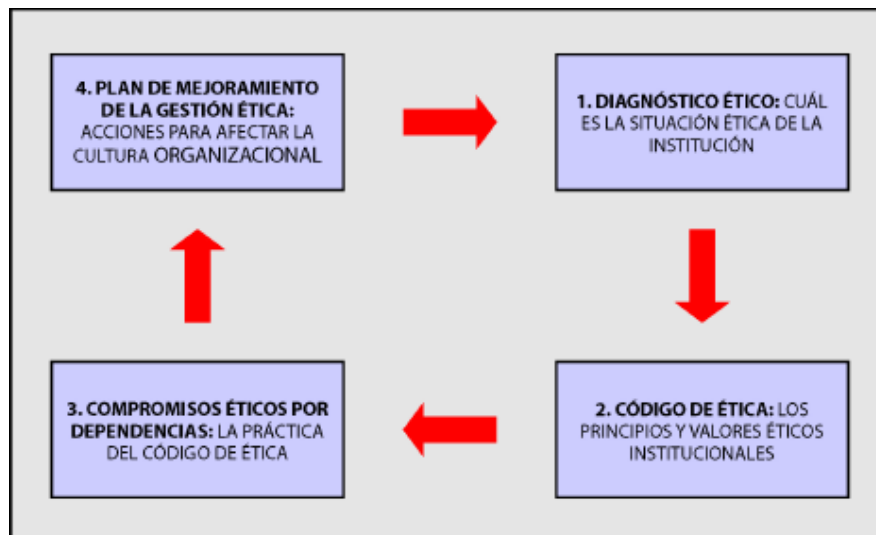 4. PLAN DE MEJORAMIENTO
DE LA GESTIÓN ÉTICA:
ACCIONES PARA AFECTAR LA
CULTURA ORGANIZACIONAL
1. DIAGNÓSTICO ÉTICO: CUÁL
ES LA SITUACIÓN ÉTICA DE LA
INSTITUCIÓN
3. COMPROMISOS ÉTICOS POR
DEPENDENCIAS: LA PRÁCTICA
DEL CÓDIGO DE ÉTICA
2. CÓDIGO DE ÉTICA: LOS
PRINCIPIOS Y VALORES ÉTICOS
INSTITUCIONALES